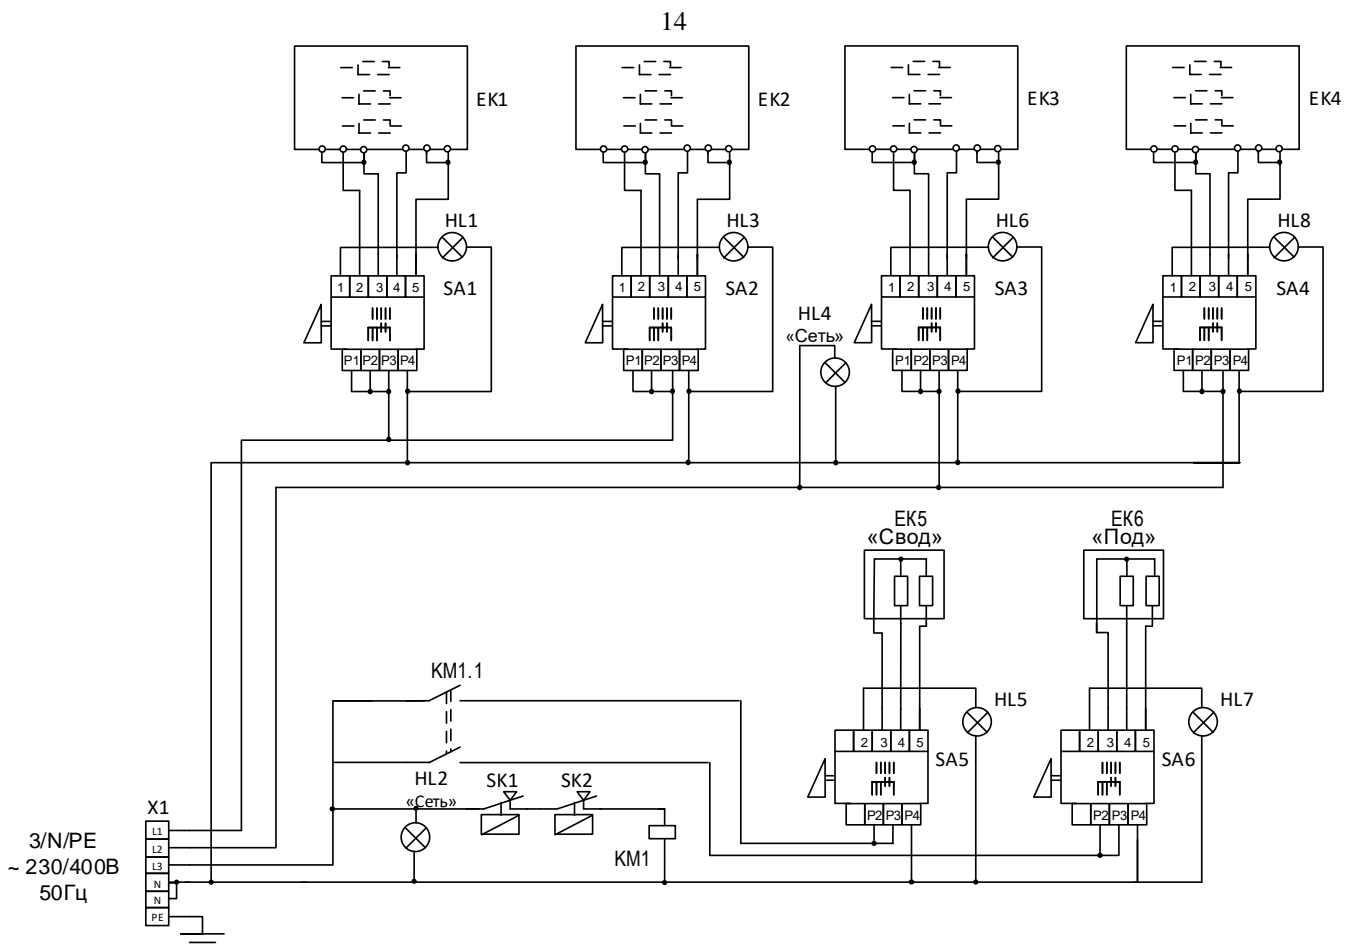 14
EK1
EK2
EK3
EK4
HL1
HL3
HL6
HL8
1 2 3 4 5
SA1
1 2 3 4 5
SA2
1 2 3 4 5
SA3
1 2 3 4 5
SA4
HL4
«Сеть»
P1 P2 P3 P4
P1 P2 P3 P4
P1 P2 P3 P4
P1 P2 P3 P4
EK5
«Свод»
EK6
«Под»
KM1.1
HL5
HL7
2 3 4 5
SA5
2 3 4 5
SA6
HL2
«Сеть»
SK1
SK2
P2 P3 P4
P2 P3 P4
KM1
X1
L1
L2
L3
N
N
PE
3/N/PE
~ 230/400В
50Гц